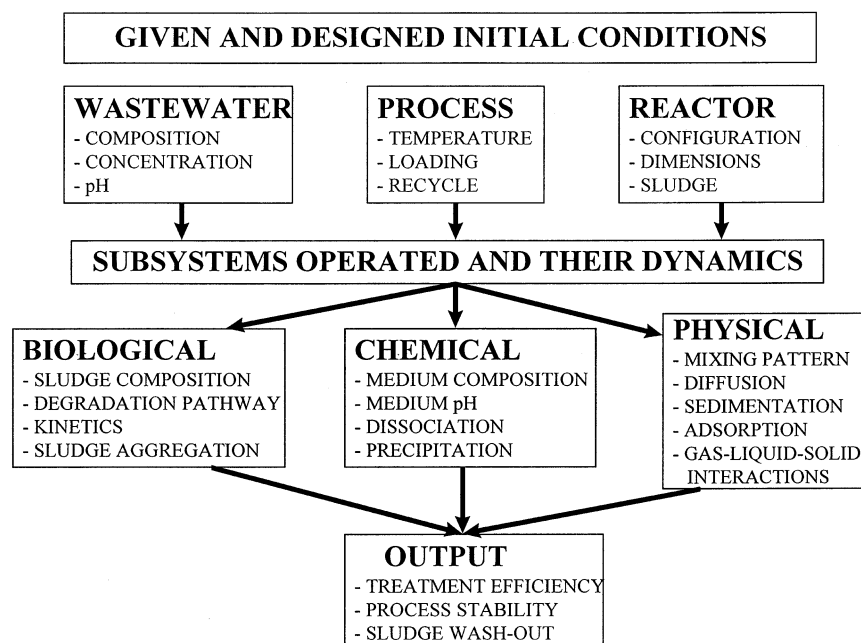 GIVEN AND DESIGNED INITIAL CONDITIONS
WASTEWATER
- COMPOSITION
- CONCENTRATION
- pH
PROCESS
- TEMPERATURE
- LOADING
- RECYCLE
REACTOR
- CONFIGURATION
- DIMENSIONS
- SLUDGE
SUBSYSTEMS OPERATED AND THEIR DYNAMICS
BIOLOGICAL
- SLUDGE COMPOSITION
- DEGRADATION PATHWAY
- KINETICS
- SLUDGE AGGREGATION
CHEMICAL
- MEDIUM COMPOSITION
- MEDIUM pH
- DISSOCIATION
- PRECIPITATION
PHYSICAL
- MIXING PATTERN
- DIFFUSION
- SEDIMENTATION
- ADSORPTION
- GAS-LIQUID-SOLID
INTERACTIONS
OUTPUT
- TREATMENT EFFICIENCY
- PROCESS STABILITY
- SLUDGE WASH-OUT